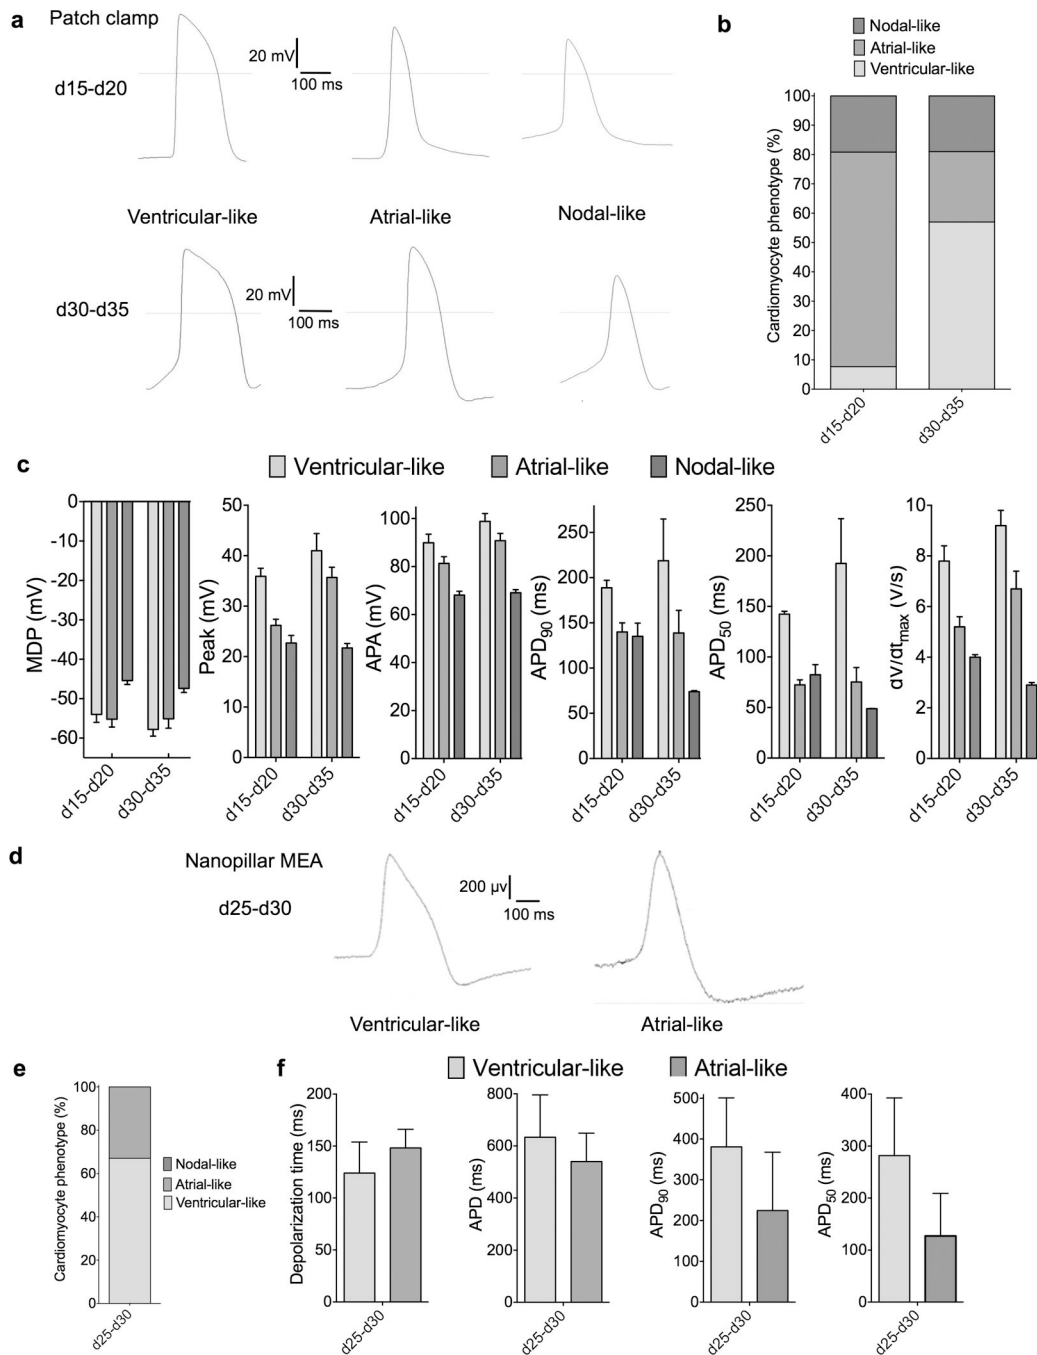 a
Patch clamp
d15-d20
20 mV
100 ms
Ventricular-like
Atrial-like
Nodal-like
d30-d35
20 mV
100 ms
b
Nodal-like
Atrial-like
Ventricular-like
Cardiomyocyte phenotype (%)
100
90
80
70
60
50
40
30
20
10
0
d15-d20
d30-d35
c
Ventricular-like
Atrial-like
Nodal-like
MDP (mV)
0
-10
-20
-30
-40
-50
-60
d15-d20
d30-d35
Peak (mV)
50
40
30
20
10
0
d15-d20
d30-d35
APA (mV)
100
80
60
40
20
0
d15-d20
d30-d35
APD90 (ms)
250
200
150
100
50
0
d15-d20
d30-d35
APD50 (ms)
250
200
150
100
50
0
d15-d20
d30-d35
dV/dtmax (V/s)
10
8
6
4
2
0
d15-d20
d30-d35
d
Nanopillar MEA
d25-d30
200 μv
100 ms
Ventricular-like
Atrial-like
e
Cardiomyocyte phenotype (%)
100
80
60
40
20
0
d25-d30
Nodal-like
Atrial-like
Ventricular-like
f
Ventricular-like
Atrial-like
Depolarization time (ms)
200
150
100
50
0
d25-d30
APD (ms)
800
600
400
200
0
d25-d30
APD90 (ms)
500
400
300
200
100
0
d25-d30
APD50 (ms)
400
300
200
100
0
d25-d30